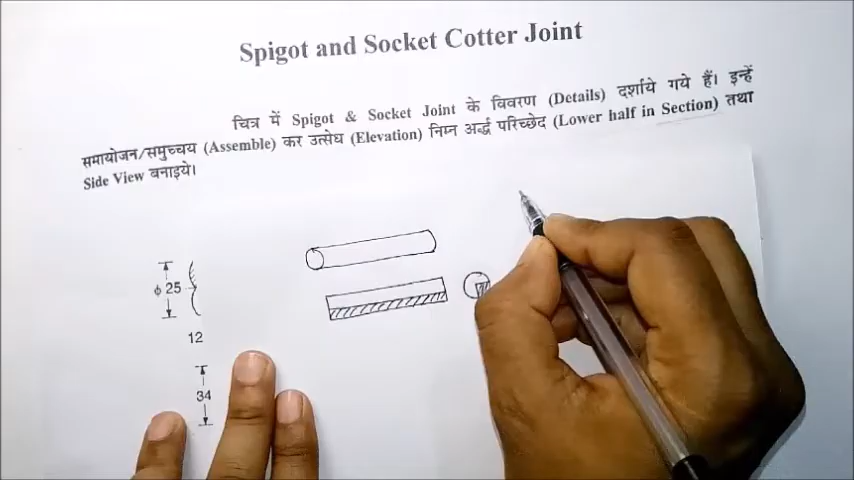 Spigot and Socket Cotter Joint
चित्र में Spigot & Socket Joint के विवरण (Details) दर्शाये गये हैं। इन्हें
समायोजन/समुच्चय (Assemble) कर उत्सेध (Elevation) निम्न अर्द्ध परिच्छेद (Lower half in Section) तथा
Side View बनाइये।
ϕ 25
12
34